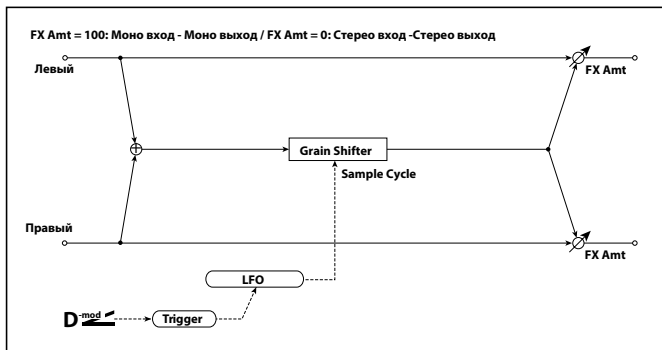 FX Amt = 100: Моно вход - Моно выход / FX Amt = 0: Стерео вход -Стерео выход
Левый
FX Amt
Grain Shifter
Sample Cycle
Правый
FX Amt
LFO
D-mod
Trigger